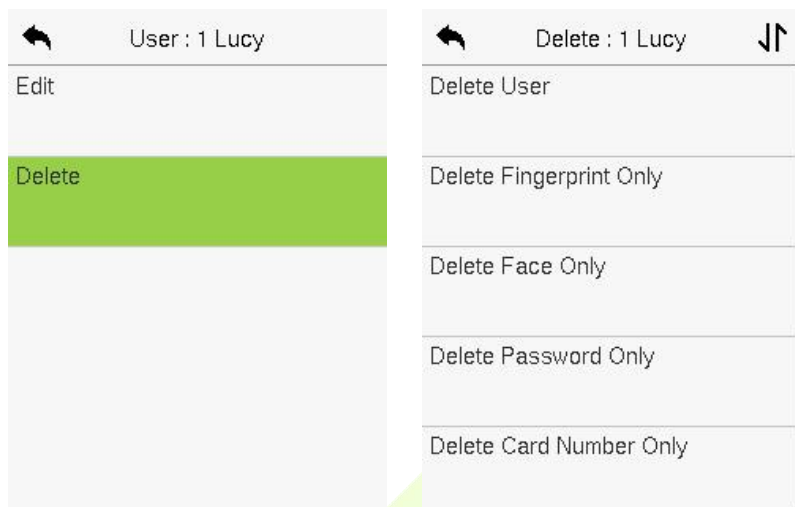 User : 1 Lucy
Edit
Delete
Delete : 1 Lucy
Delete User
Delete Fingerprint Only
Delete Face Only
Delete Password Only
Delete Card Number Only